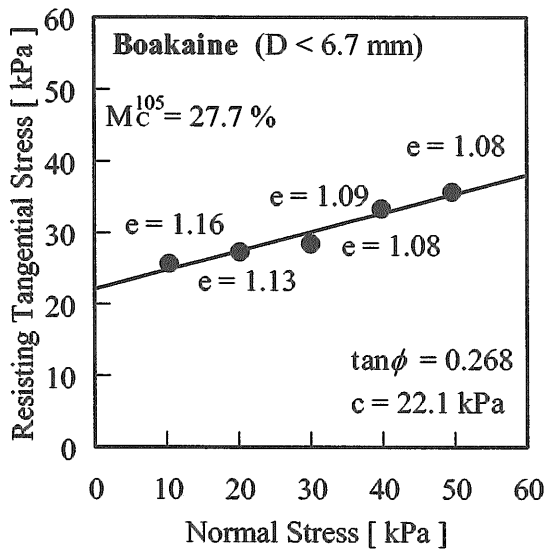 Boakaine (D < 6.7 mm)
Mc¹⁰⁵ = 27.7 %
e = 1.08
e = 1.09
e = 1.16
e = 1.08
e = 1.13
tanϕ = 0.268
c = 22.1 kPa
Resisting Tangential Stress [ kPa ]
60
50
40
30
20
10
0
0 10 20 30 40 50 60
Normal Stress [ kPa ]